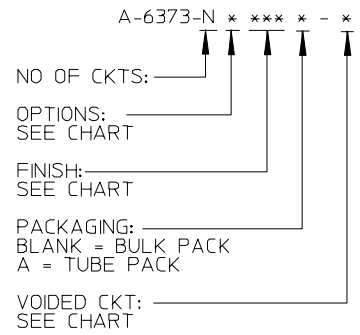 A-6373-N * *** * - *
NO OF CKTS:
OPTIONS:
SEE CHART
FINISH:
SEE CHART
PACKAGING:
BLANK = BULK PACK
A = TUBE PACK
VOIDED CKT:
SEE CHART